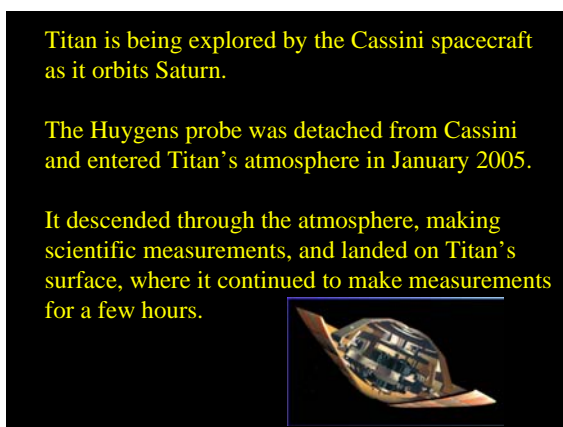 Titan is being explored by the Cassini spacecraft
as it orbits Saturn.
The Huygens probe was detached from Cassini
and entered Titan’s atmosphere in January 2005.
It descended through the atmosphere, making
scientific measurements, and landed on Titan’s
surface, where it continued to make measurements
for a few hours.